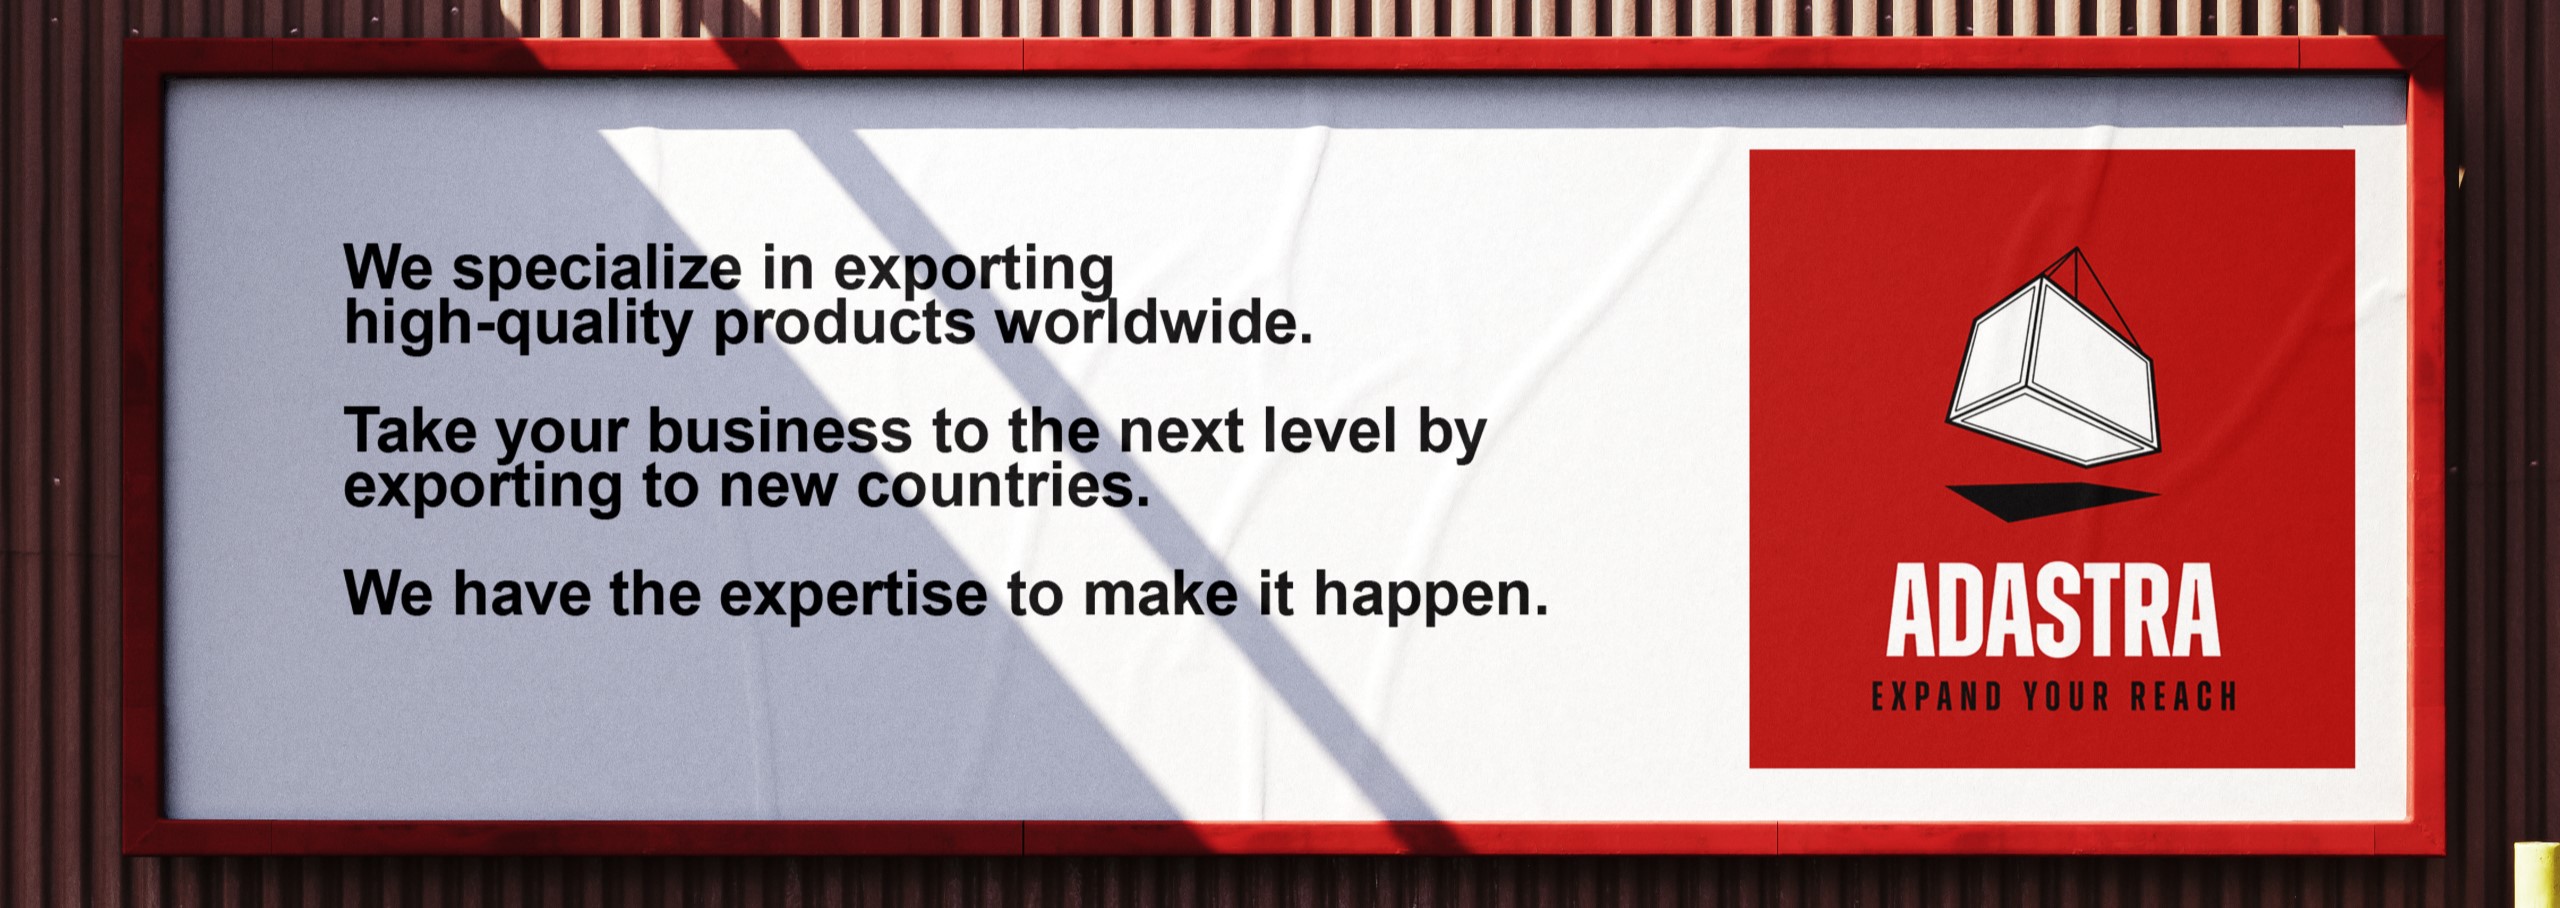 We specialize in exporting
high-quality products worldwide.
Take your business to the next level by
exporting to new countries.
We have the expertise to make it happen.
ADASTRA
EXPAND YOUR REACH